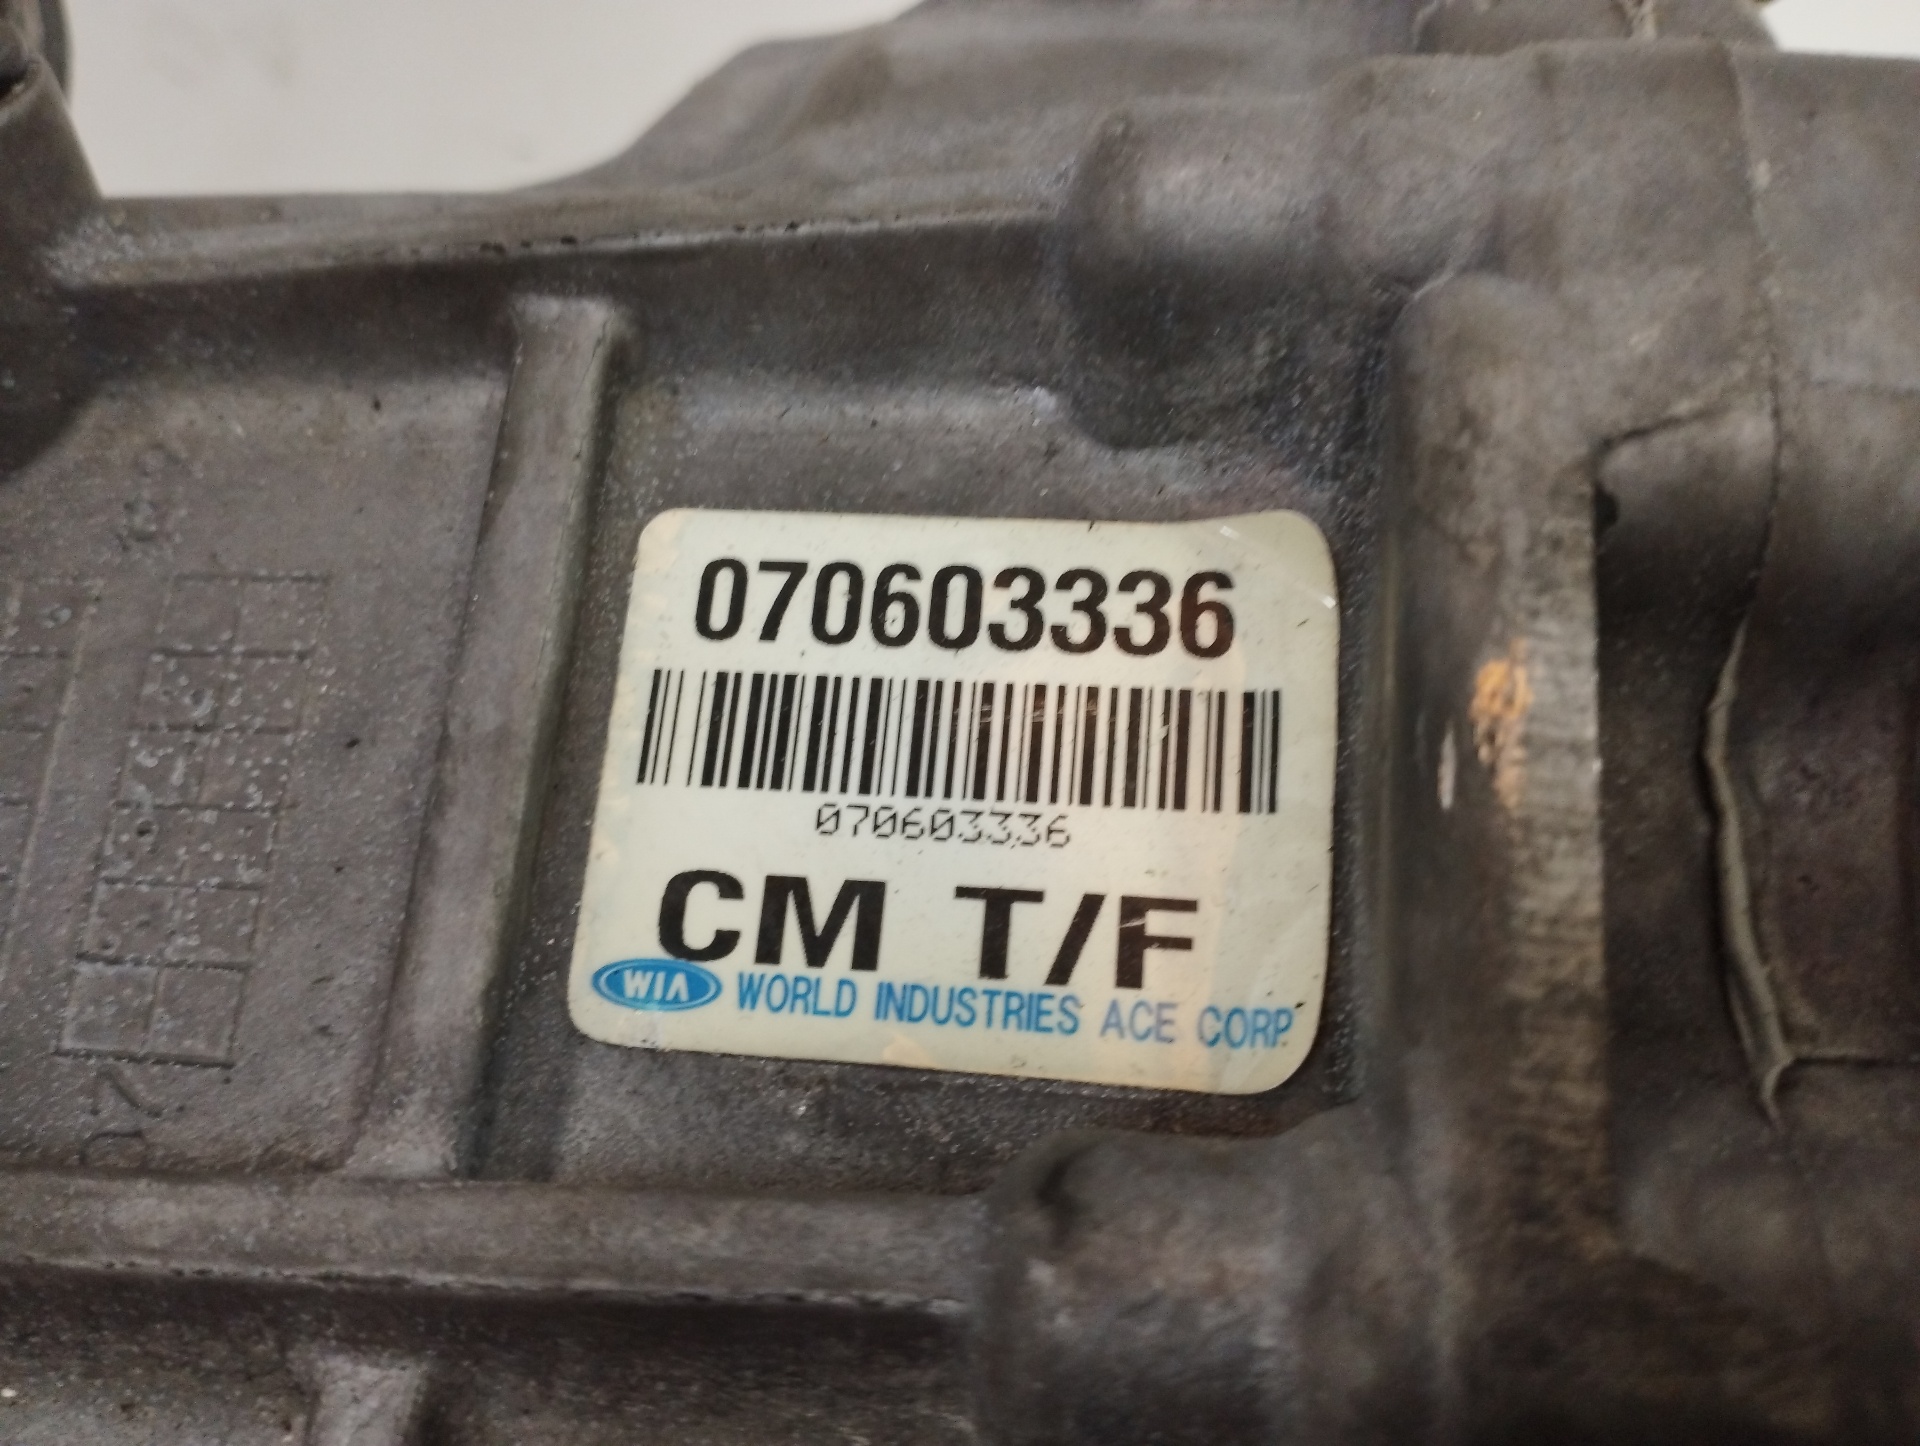 070603336
070603336
CM T/F
WIA WORLD INDUSTRIES ACE CORP.